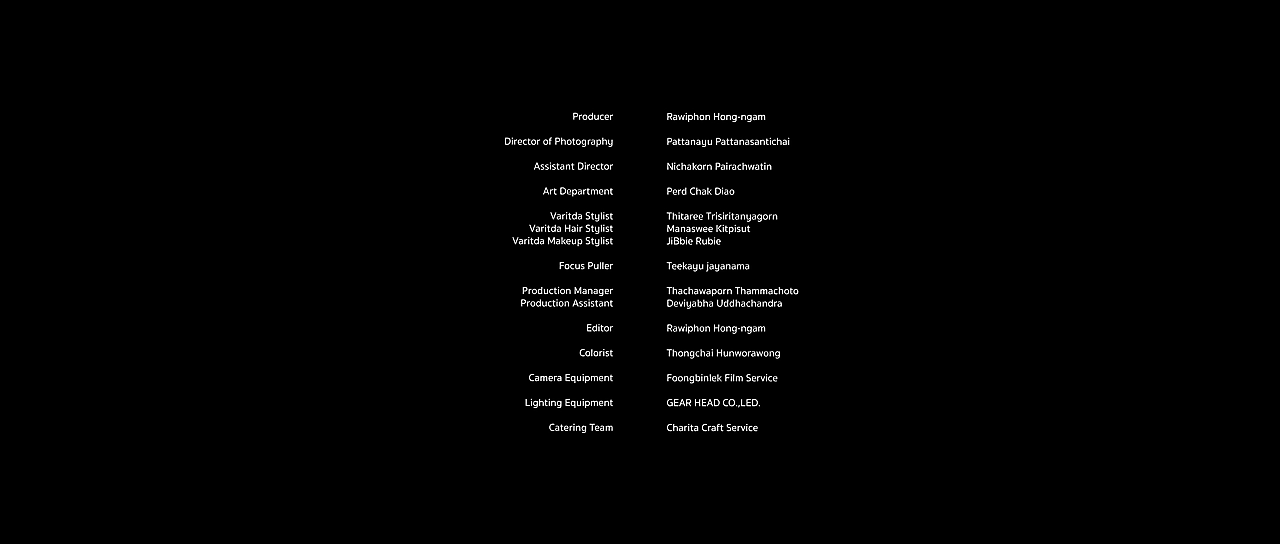 Producer Rawiphon Hong-ngam
Director of Photography Pattanayu Pattanasantichai
Assistant Director Nichakorn Pairachwatin
Art Department Perd Chak Diao
Varitda Stylist Thitaree Trisiritanyagorn
Varitda Hair Stylist Manaswee Kitpisut
Varitda Makeup Stylist JiBbie Rubie
Focus Puller Teekayu jayanama
Production Manager Thachawaporn Thammachoto
Production Assistant Deviyabha Uddhachandra
Editor Rawiphon Hong-ngam
Colorist Thongchai Hunworawong
Camera Equipment Foongbinlek Film Service
Lighting Equipment GEAR HEAD CO.,LED.
Catering Team Charita Craft Service